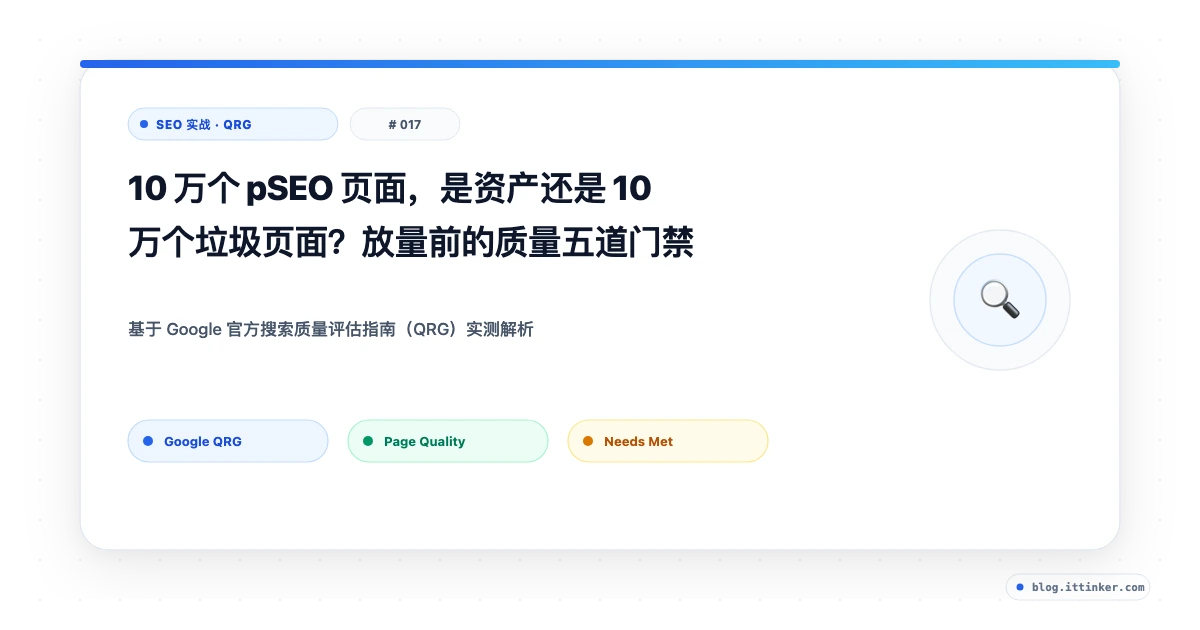 SEO 实战 · QRG
# 017
10 万个 pSEO 页面，是资产还是 10
万个垃圾页面？放量前的质量五道门禁
基于 Google 官方搜索质量评估指南（QRG）实测解析
Google QRG
Page Quality
Needs Met
blog.ittinker.com